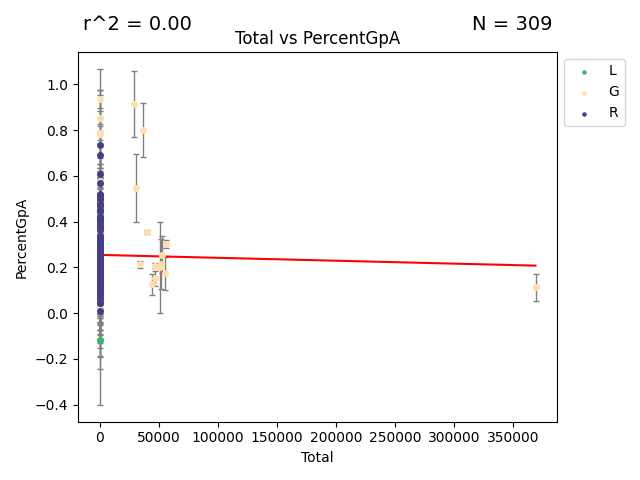 r^2 = 0.00
N = 309
Total vs PercentGpA
L
G
R
PercentGpA
1.0
0.8
0.6
0.4
0.2
0.0
−0.2
−0.4
0 50000 100000 150000 200000 250000 300000 350000
Total